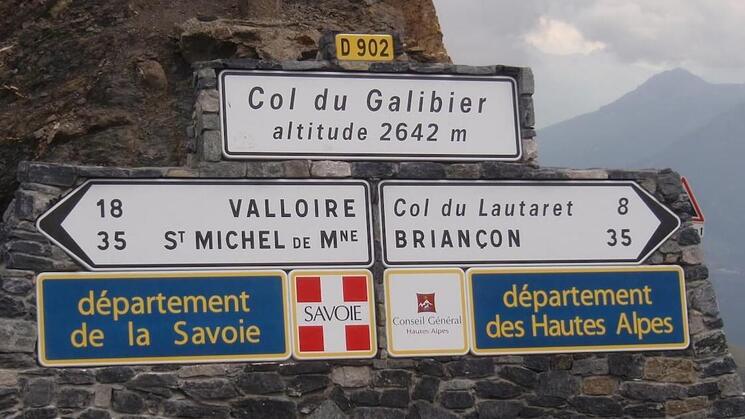 D 902
Col du Galibier
altitude 2642 m
18 VALLOIRE
35 ST MICHEL DE MNE
Col du Lautaret 8
BRIANÇON 35
département
de la Savoie
SAVOIE
Conseil Général
Hautes Alpes
département
des Hautes Alpes